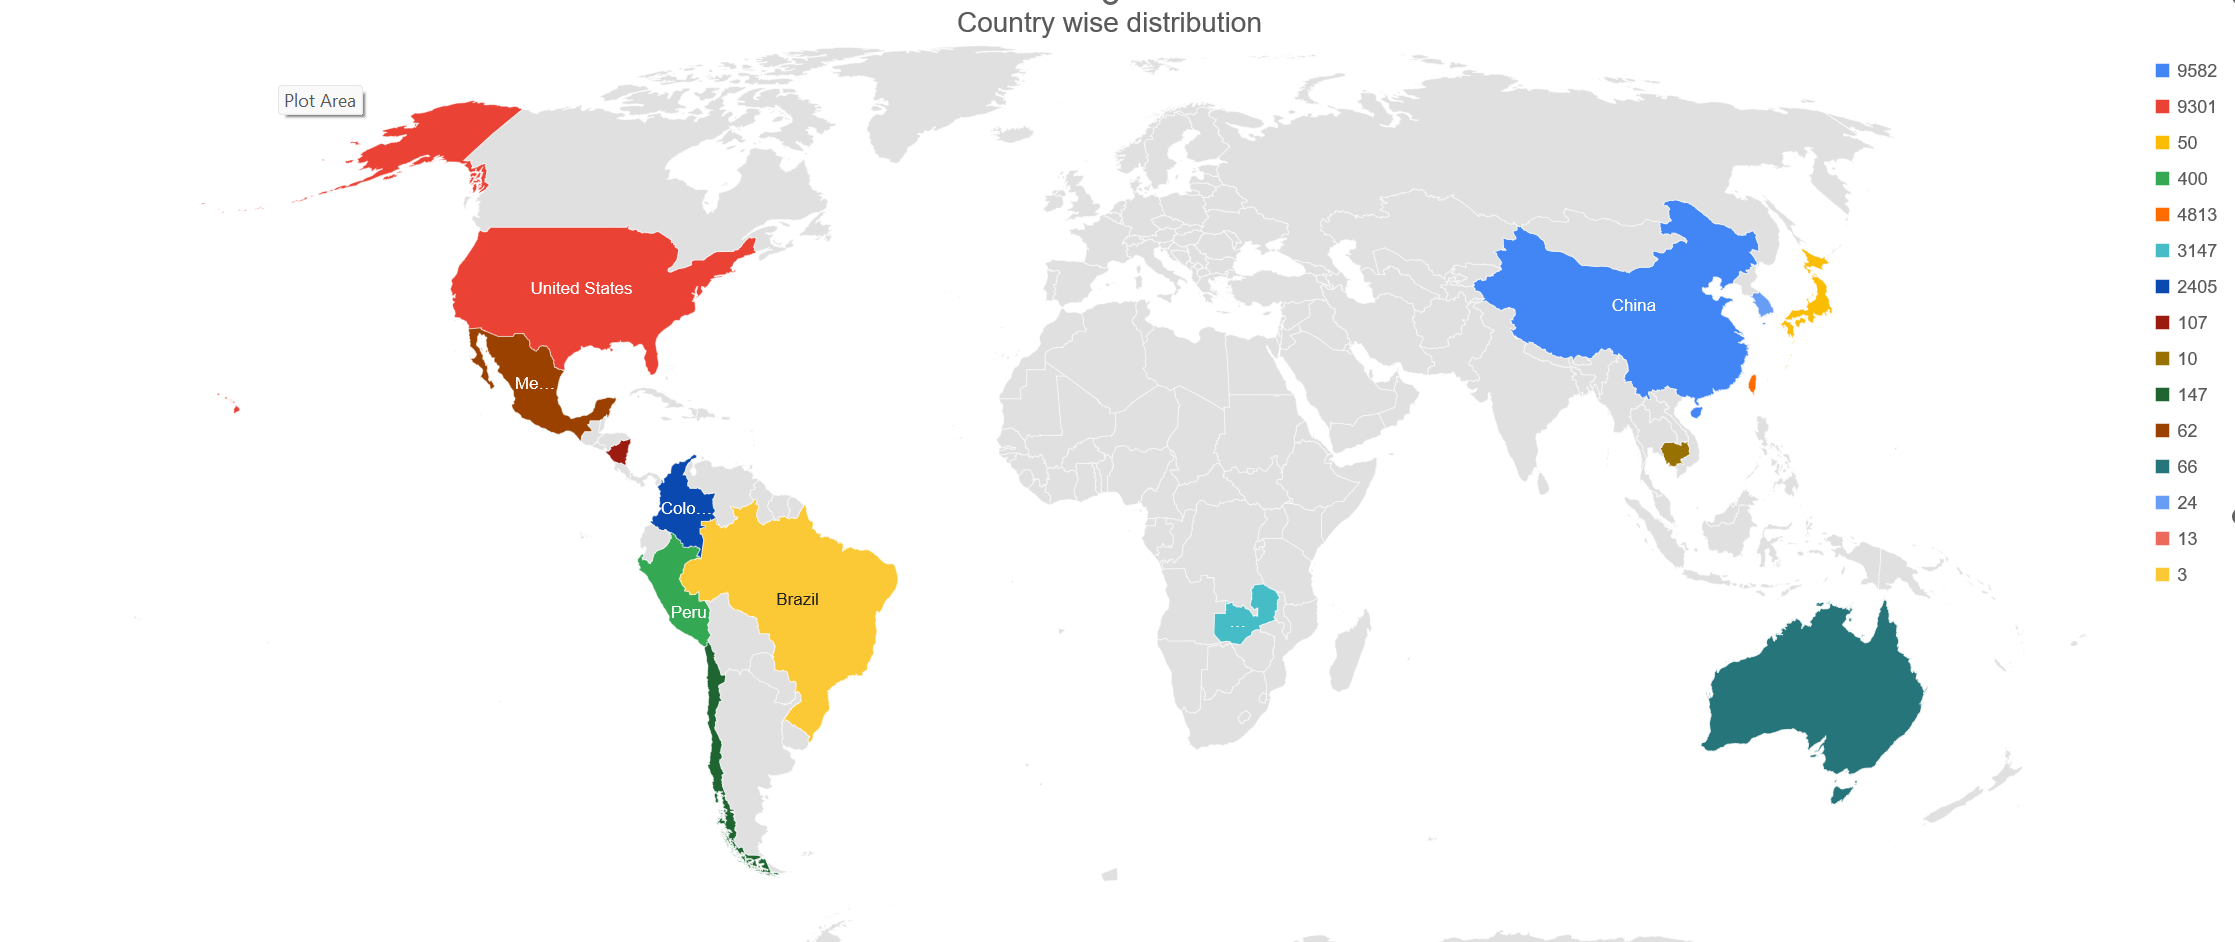 Country wise distribution
Plot Area
9582
9301
50
400
4813
3147
2405
107
10
147
62
66
24
13
3
United States
China
Me...
Colo...
Brazil
Peru
...